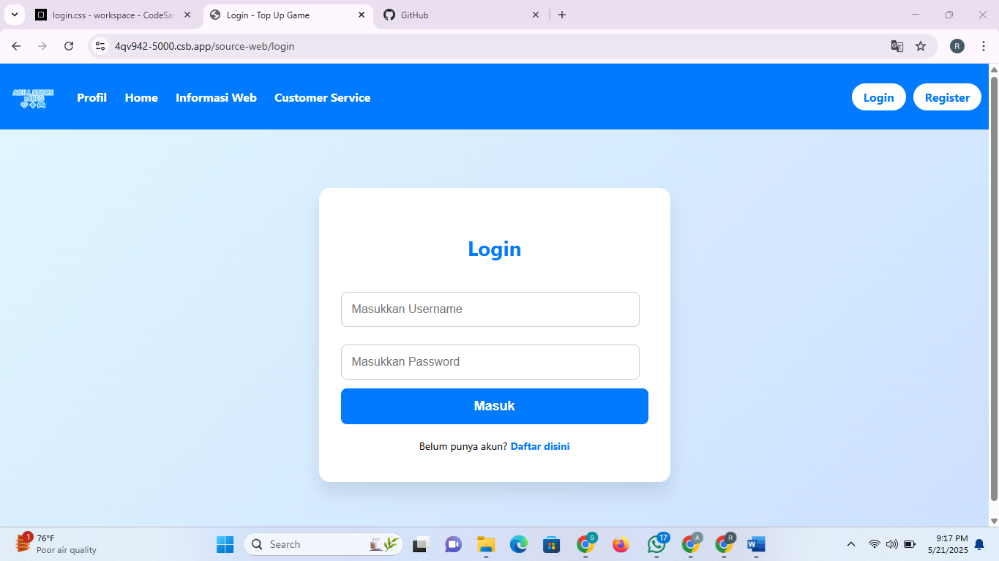 login.css - workspace - CodeSa
Login - Top Up Game
GitHub
4qv942-5000.csb.app/source-web/login
R
ACILL STORE
Profil
Home
Informasi Web
Customer Service
Login
Register
Login
Masukkan Username
Masukkan Password
Masuk
Belum punya akun? Daftar disini
1
76°F
Poor air quality
Search
S
17
A
R
W
9:17 PM
5/21/2025